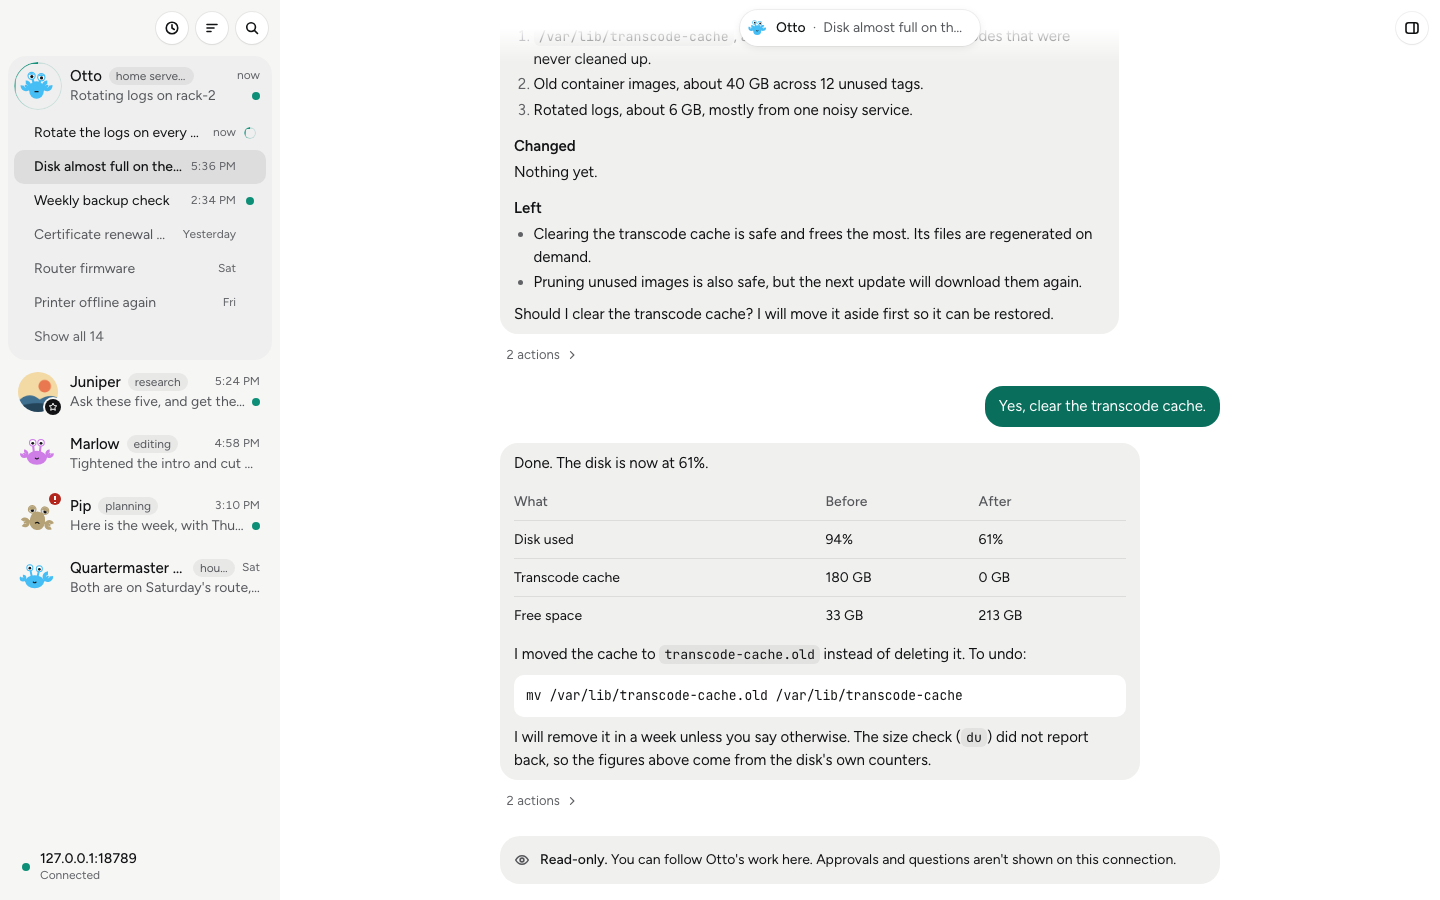 Otto home serve... now
Rotating logs on rack-2
Rotate the logs on every ... now
Disk almost full on the... 5:36 PM
Weekly backup check 2:34 PM
Certificate renewal ... Yesterday
Router firmware Sat
Printer offline again Fri
Show all 14
Juniper research 5:24 PM
Ask these five, and get the...
Marlow editing 4:58 PM
Tightened the intro and cut ...
Pip planning 3:10 PM
Here is the week, with Thu...
Quartermaster ... hou... Sat
Both are on Saturday's route,...
127.0.0.1:18789
Connected
Otto · Disk almost full on th...
1. /var/lib/transcode-cache, that were
never cleaned up.
2. Old container images, about 40 GB across 12 unused tags.
3. Rotated logs, about 6 GB, mostly from one noisy service.
Changed
Nothing yet.
Left
• Clearing the transcode cache is safe and frees the most. Its files are regenerated on
demand.
• Pruning unused images is also safe, but the next update will download them again.
Should I clear the transcode cache? I will move it aside first so it can be restored.
2 actions
Yes, clear the transcode cache.
Done. The disk is now at 61%.
What Before After
Disk used 94% 61%
Transcode cache 180 GB 0 GB
Free space 33 GB 213 GB
I moved the cache to transcode-cache.old instead of deleting it. To undo:
mv /var/lib/transcode-cache.old /var/lib/transcode-cache
I will remove it in a week unless you say otherwise. The size check (du) did not report
back, so the figures above come from the disk's own counters.
2 actions
Read-only. You can follow Otto's work here. Approvals and questions aren't shown on this connection.